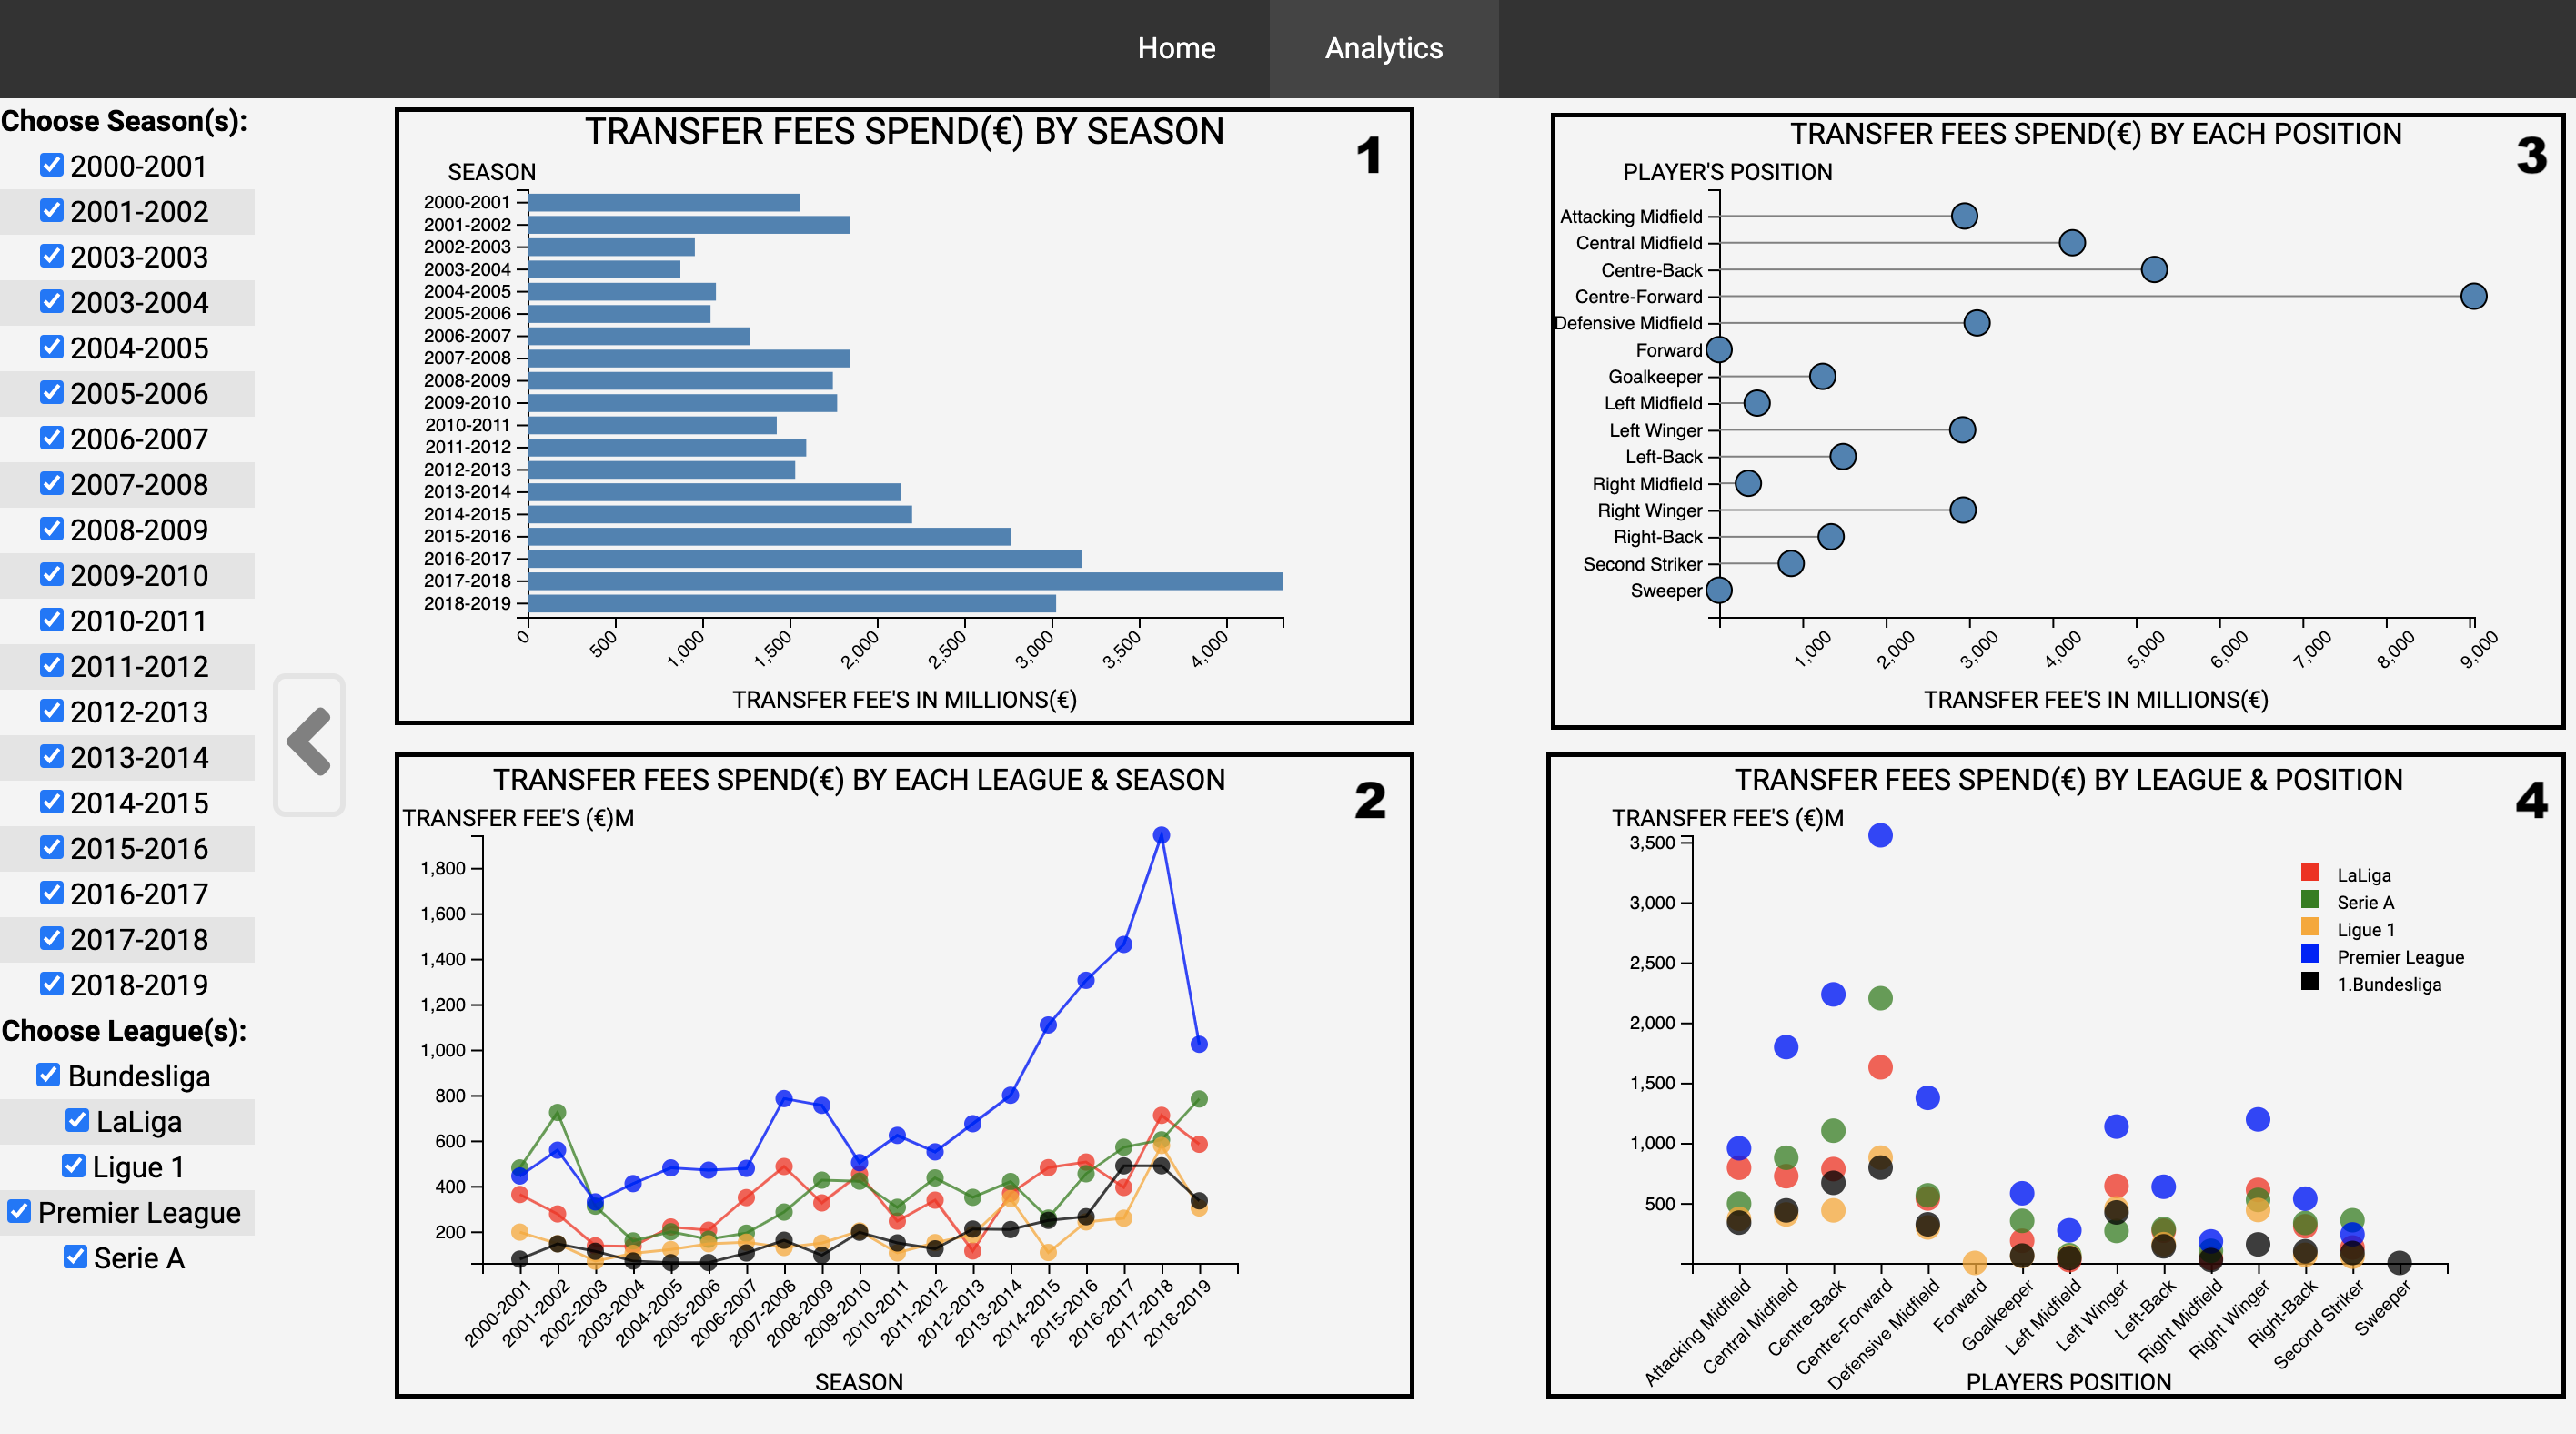 Home
Analytics
Choose Season(s):
2000-2001
2001-2002
2003-2003
2003-2004
2004-2005
2005-2006
2006-2007
2007-2008
2008-2009
2009-2010
2010-2011
2011-2012
2012-2013
2013-2014
2014-2015
2015-2016
2016-2017
2017-2018
2018-2019
Choose League(s):
Bundesliga
LaLiga
Ligue 1
Premier League
Serie A
TRANSFER FEES SPEND(€) BY SEASON
1
SEASON
2000-2001
2001-2002
2002-2003
2003-2004
2004-2005
2005-2006
2006-2007
2007-2008
2008-2009
2009-2010
2010-2011
2011-2012
2012-2013
2013-2014
2014-2015
2015-2016
2016-2017
2017-2018
2018-2019
0
500
1,000
1,500
2,000
2,500
3,000
3,500
4,000
TRANSFER FEE'S IN MILLIONS(€)
TRANSFER FEES SPEND(€) BY EACH LEAGUE & SEASON
2
TRANSFER FEE'S (€)M
1,800
1,600
1,400
1,200
1,000
800
600
400
200
2000-2001
2001-2002
2002-2003
2003-2004
2004-2005
2005-2006
2006-2007
2007-2008
2008-2009
2009-2010
2010-2011
2011-2012
2012-2013
2013-2014
2014-2015
2015-2016
2016-2017
2017-2018
2018-2019
SEASON
TRANSFER FEES SPEND(€) BY EACH POSITION
3
PLAYER'S POSITION
Attacking Midfield
Central Midfield
Centre-Back
Centre-Forward
Defensive Midfield
Forward
Goalkeeper
Left Midfield
Left Winger
Left-Back
Right Midfield
Right Winger
Right-Back
Second Striker
Sweeper
1,000
2,000
3,000
4,000
5,000
6,000
7,000
8,000
9,000
TRANSFER FEE'S IN MILLIONS(€)
TRANSFER FEES SPEND(€) BY LEAGUE & POSITION
4
TRANSFER FEE'S (€)M
3,500
3,000
2,500
2,000
1,500
1,000
500
LaLiga
Serie A
Ligue 1
Premier League
1.Bundesliga
Attacking Midfield
Central Midfield
Centre-Back
Centre-Forward
Defensive Midfield
Forward
Goalkeeper
Left Midfield
Left Winger
Left-Back
Right Midfield
Right Winger
Right-Back
Second Striker
Sweeper
PLAYERS POSITION